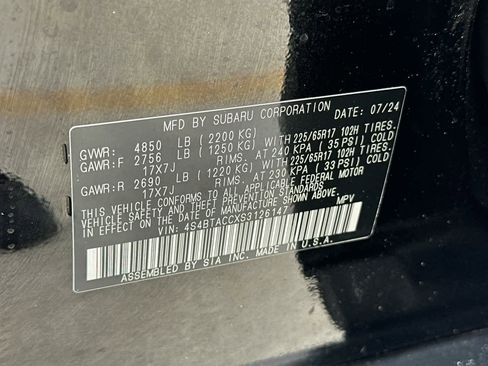 MFD BY SUBARU CORPORATION DATE: 07/24
GVWR: 4850 LB (2200 KG)
GAWR:F 2756 LB (1250 KG) WITH 225/65R17 102H TIRES,
17X7J RIMS, AT 240 KPA (35 PSI) COLD
GAWR:R 2690 LB (1220 KG) WITH 225/65R17 102H TIRES,
17X7J RIMS, AT 230 KPA (33 PSI) COLD
THIS VEHICLE CONFORMS TO ALL APPLICABLE FEDERAL MOTOR
VEHICLE SAFETY AND THEFT PREVENTION STANDARDS
IN EFFECT ON THE DATE OF MANUFACTURE SHOWN ABOVE.
VIN: 4S4BTACCXS3126147 MPV
ASSEMBLED BY SIA INC. MADE IN U.S.A.